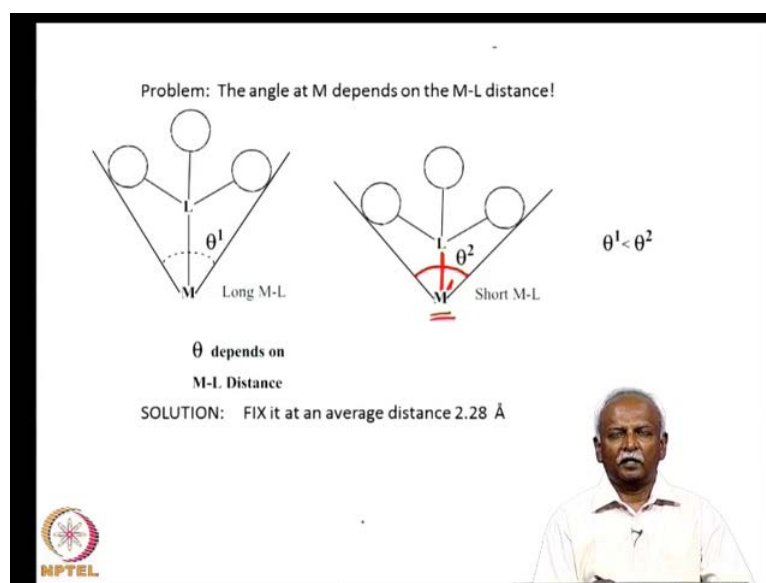 Problem: The angle at M depends on the M-L distance!
L
θ¹
M
Long M-L
L
θ²
M
Short M-L
θ¹ < θ²
θ depends on
M-L Distance
SOLUTION: FIX it at an average distance 2.28 Å
NPTEL